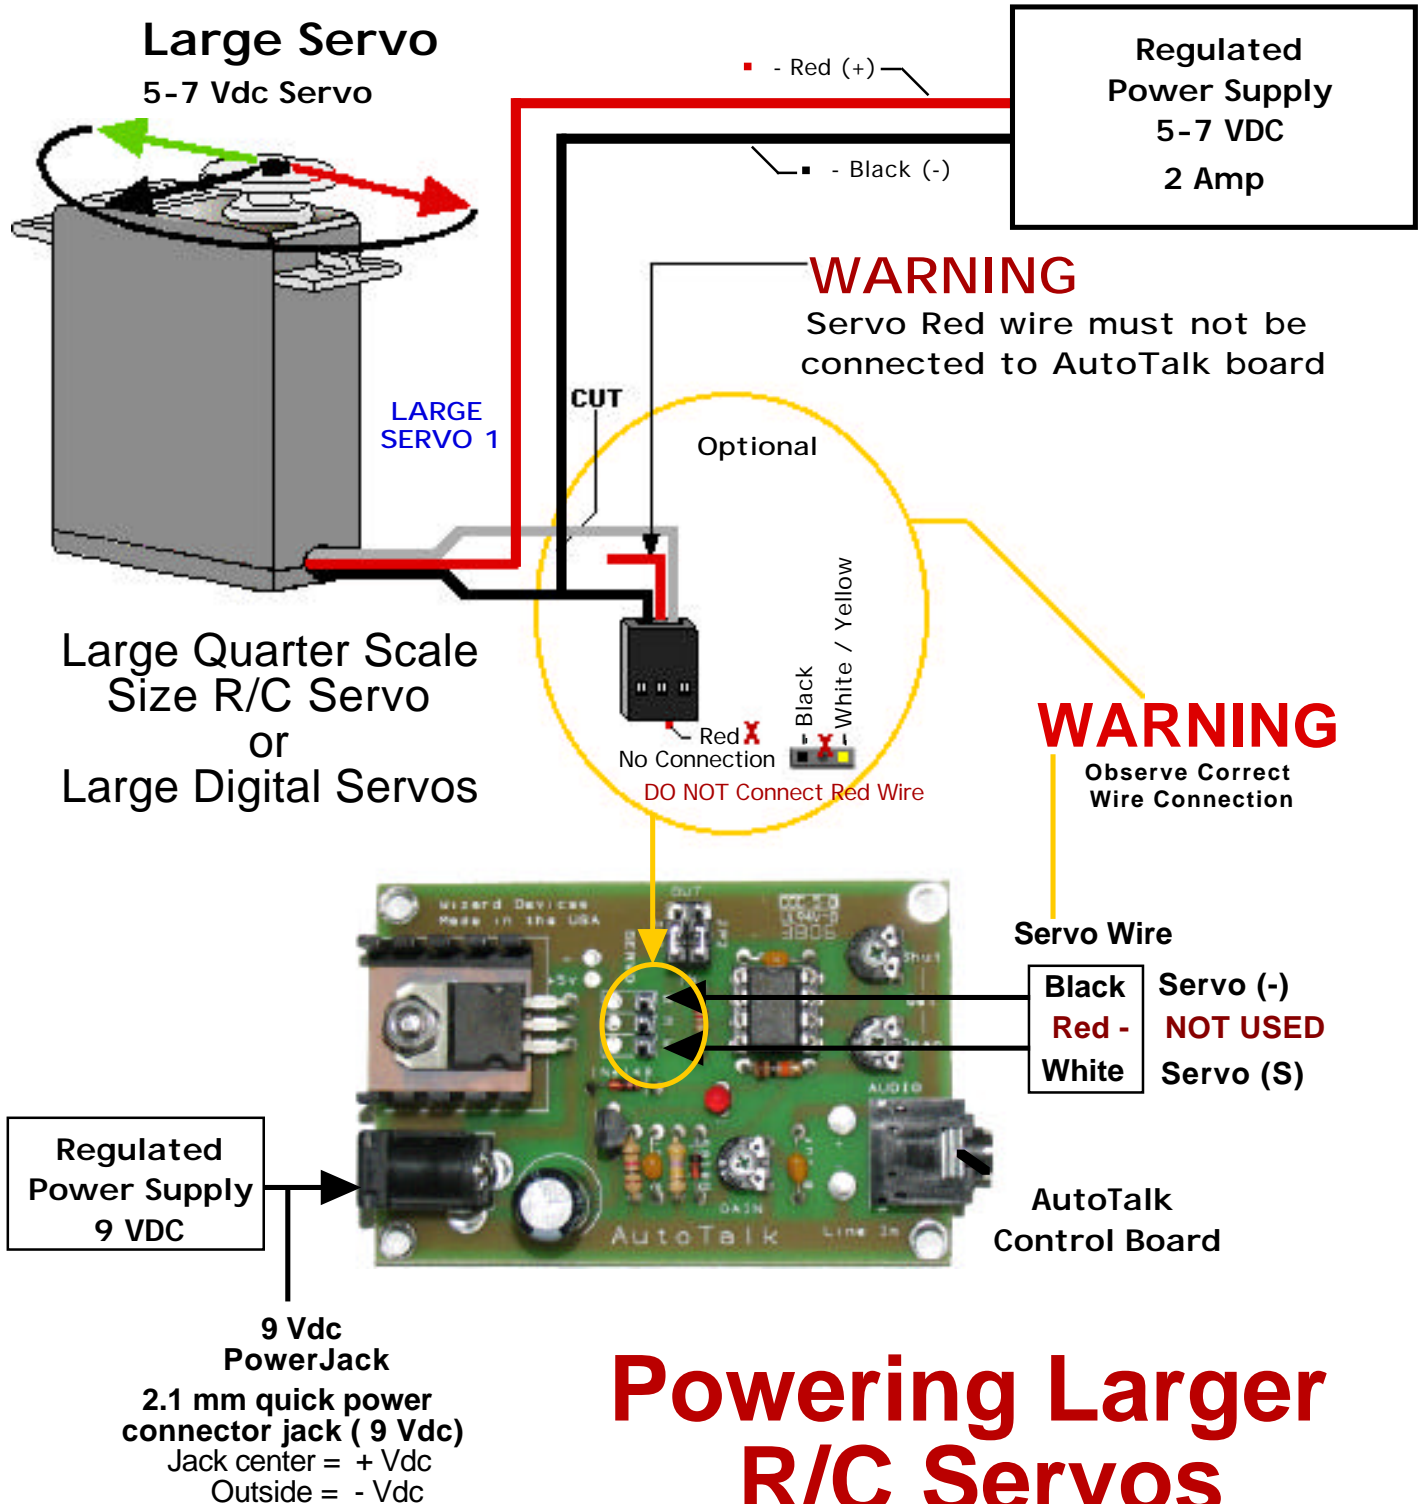 Large Servo
5-7 Vdc Servo
- Red (+)
- Black (-)
Regulated
Power Supply
5-7 VDC
2 Amp
WARNING
Servo Red wire must not be
connected to AutoTalk board
LARGE
SERVO 1
CUT
Optional
Black
White / Yellow
Red X
No Connection
DO NOT Connect Red Wire
Large Quarter Scale
Size R/C Servo
or
Large Digital Servos
WARNING
Observe Correct
Wire Connection
Wizard Devices
Made in the USA
OUT
SERVO
+5v
Shut
AUDIO
GAIN
Line In
AutoTalk
Servo Wire
Black Servo (-)
Red - NOT USED
White Servo (S)
AutoTalk
Control Board
Regulated
Power Supply
9 VDC
9 Vdc
PowerJack
2.1 mm quick power
connector jack ( 9 Vdc)
Jack center = + Vdc
Outside = - Vdc
Powering Larger
R/C Servos